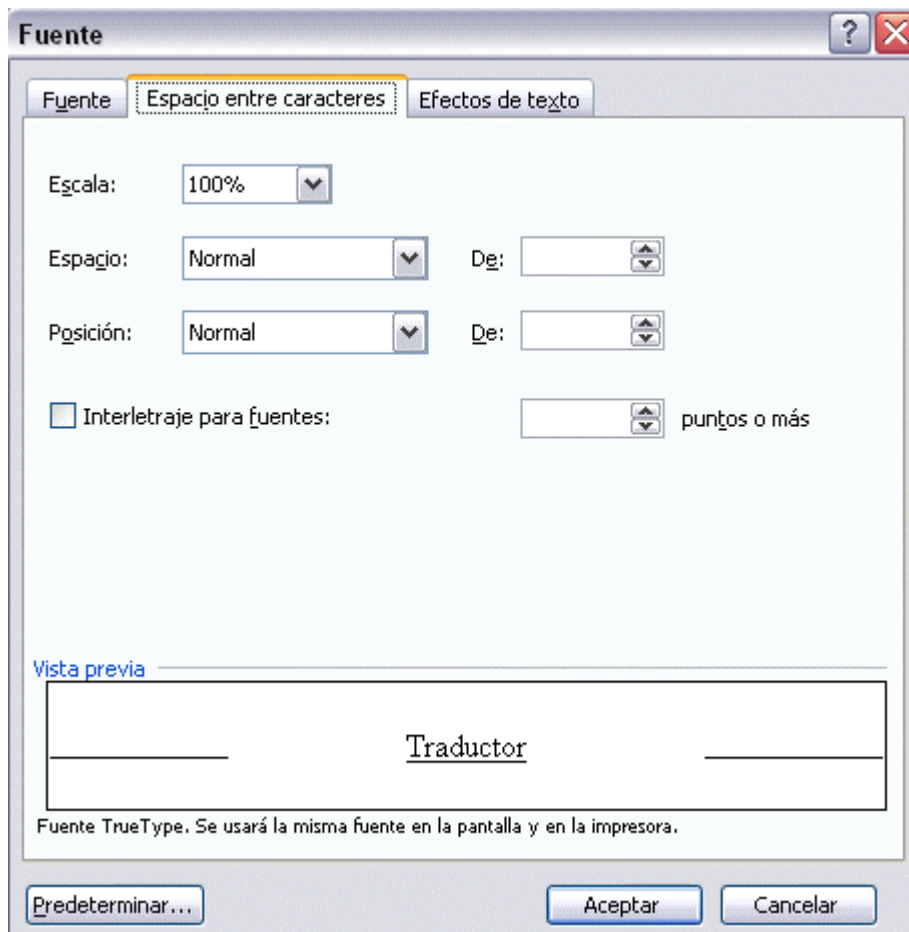 Fuente
Fuente Espacio entre caracteres Efectos de texto
Escala: 100%
Espacio: Normal De:
Posición: Normal De:
Interletraje para fuentes: puntos o más
Vista previa
Traductor
Fuente TrueType. Se usará la misma fuente en la pantalla y en la impresora.
Predeterminar... Aceptar Cancelar